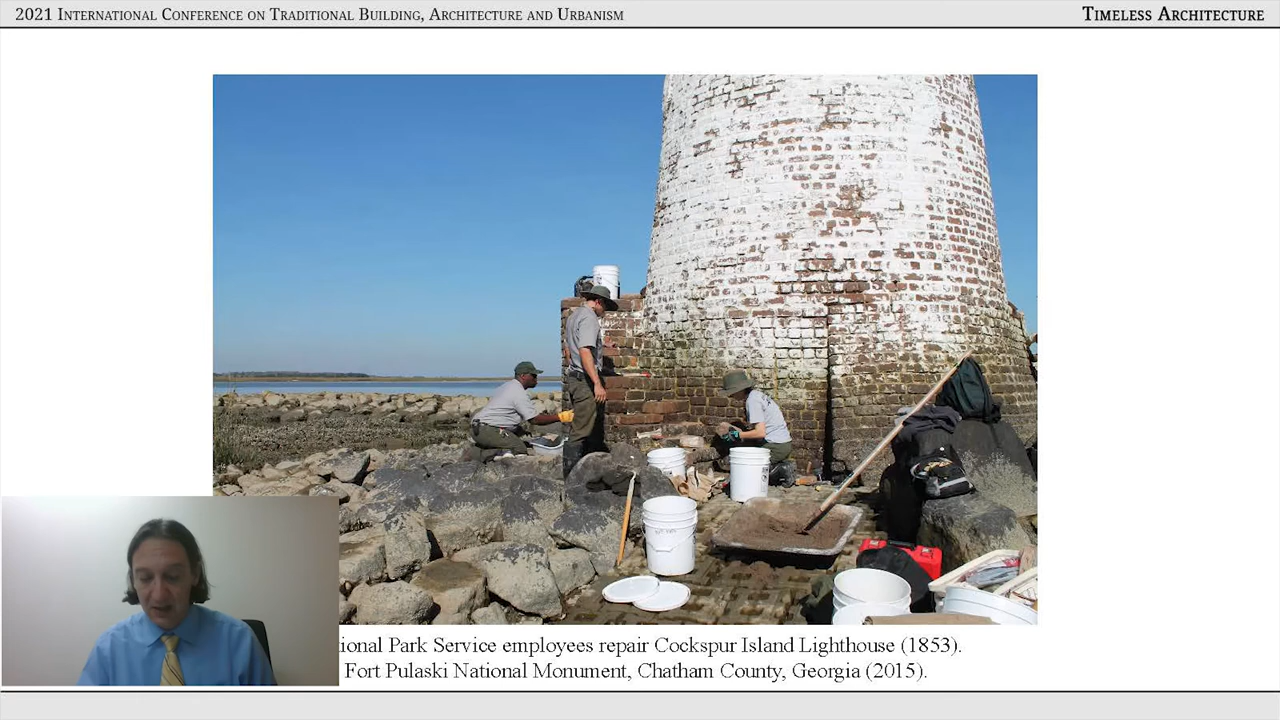 2021 International Conference on Traditional Building, Architecture and Urbanism
Timeless Architecture
ional Park Service employees repair Cockspur Island Lighthouse (1853).
Fort Pulaski National Monument, Chatham County, Georgia (2015).